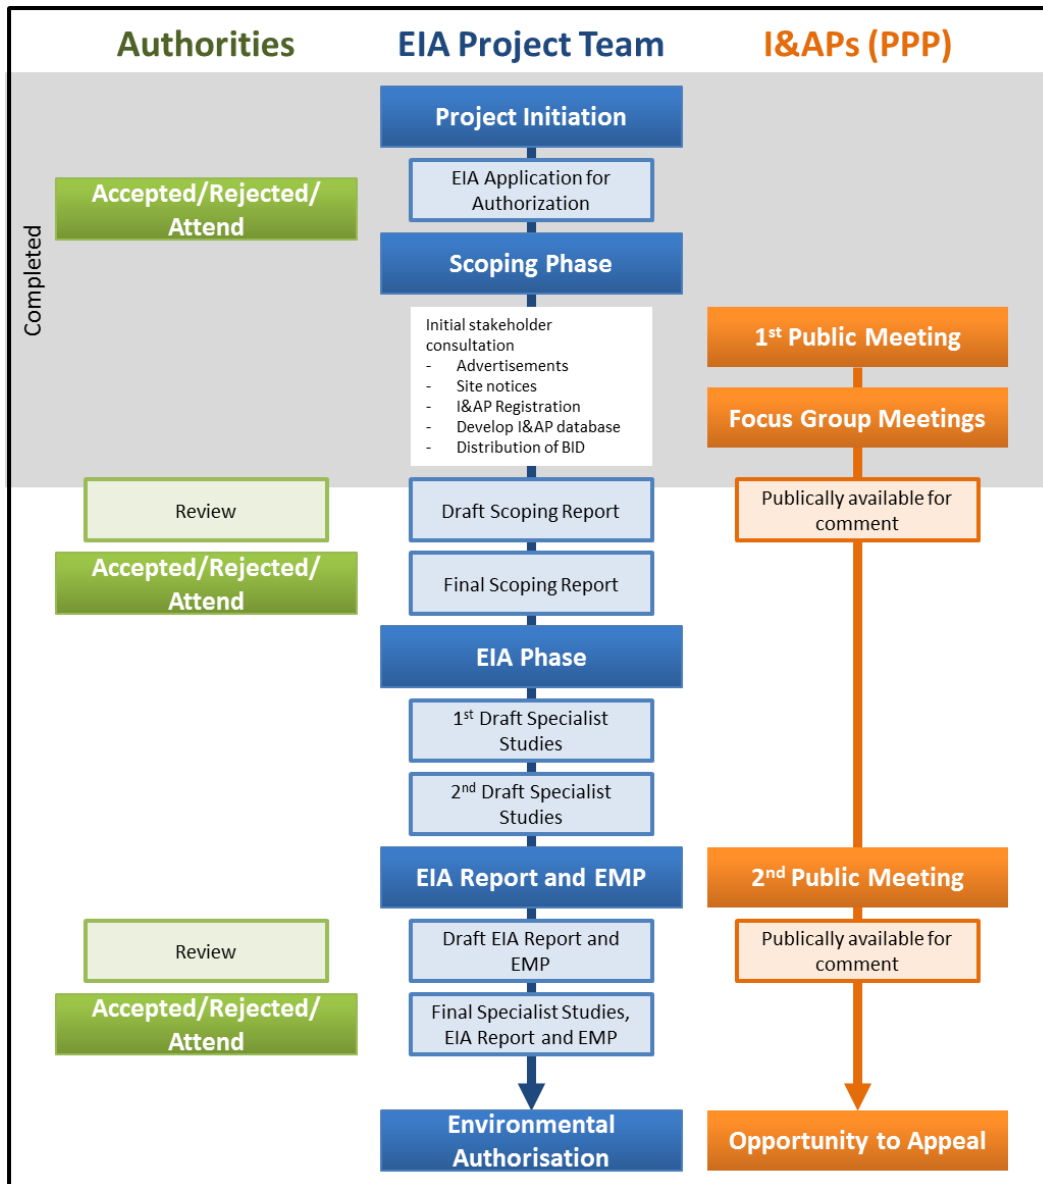 Authorities
EIA Project Team
I&APs (PPP)
Completed
Project Initiation
EIA Application for
Authorization
Accepted/Rejected/
Attend
Scoping Phase
Initial stakeholder
consultation
- Advertisements
- Site notices
- I&AP Registration
- Develop I&AP database
- Distribution of BID
1st Public Meeting
Focus Group Meetings
Review
Draft Scoping Report
Publically available for
comment
Accepted/Rejected/
Attend
Final Scoping Report
EIA Phase
1st Draft Specialist
Studies
2nd Draft Specialist
Studies
EIA Report and EMP
2nd Public Meeting
Review
Draft EIA Report and
EMP
Publically available for
comment
Accepted/Rejected/
Attend
Final Specialist Studies,
EIA Report and EMP
Environmental
Authorisation
Opportunity to Appeal